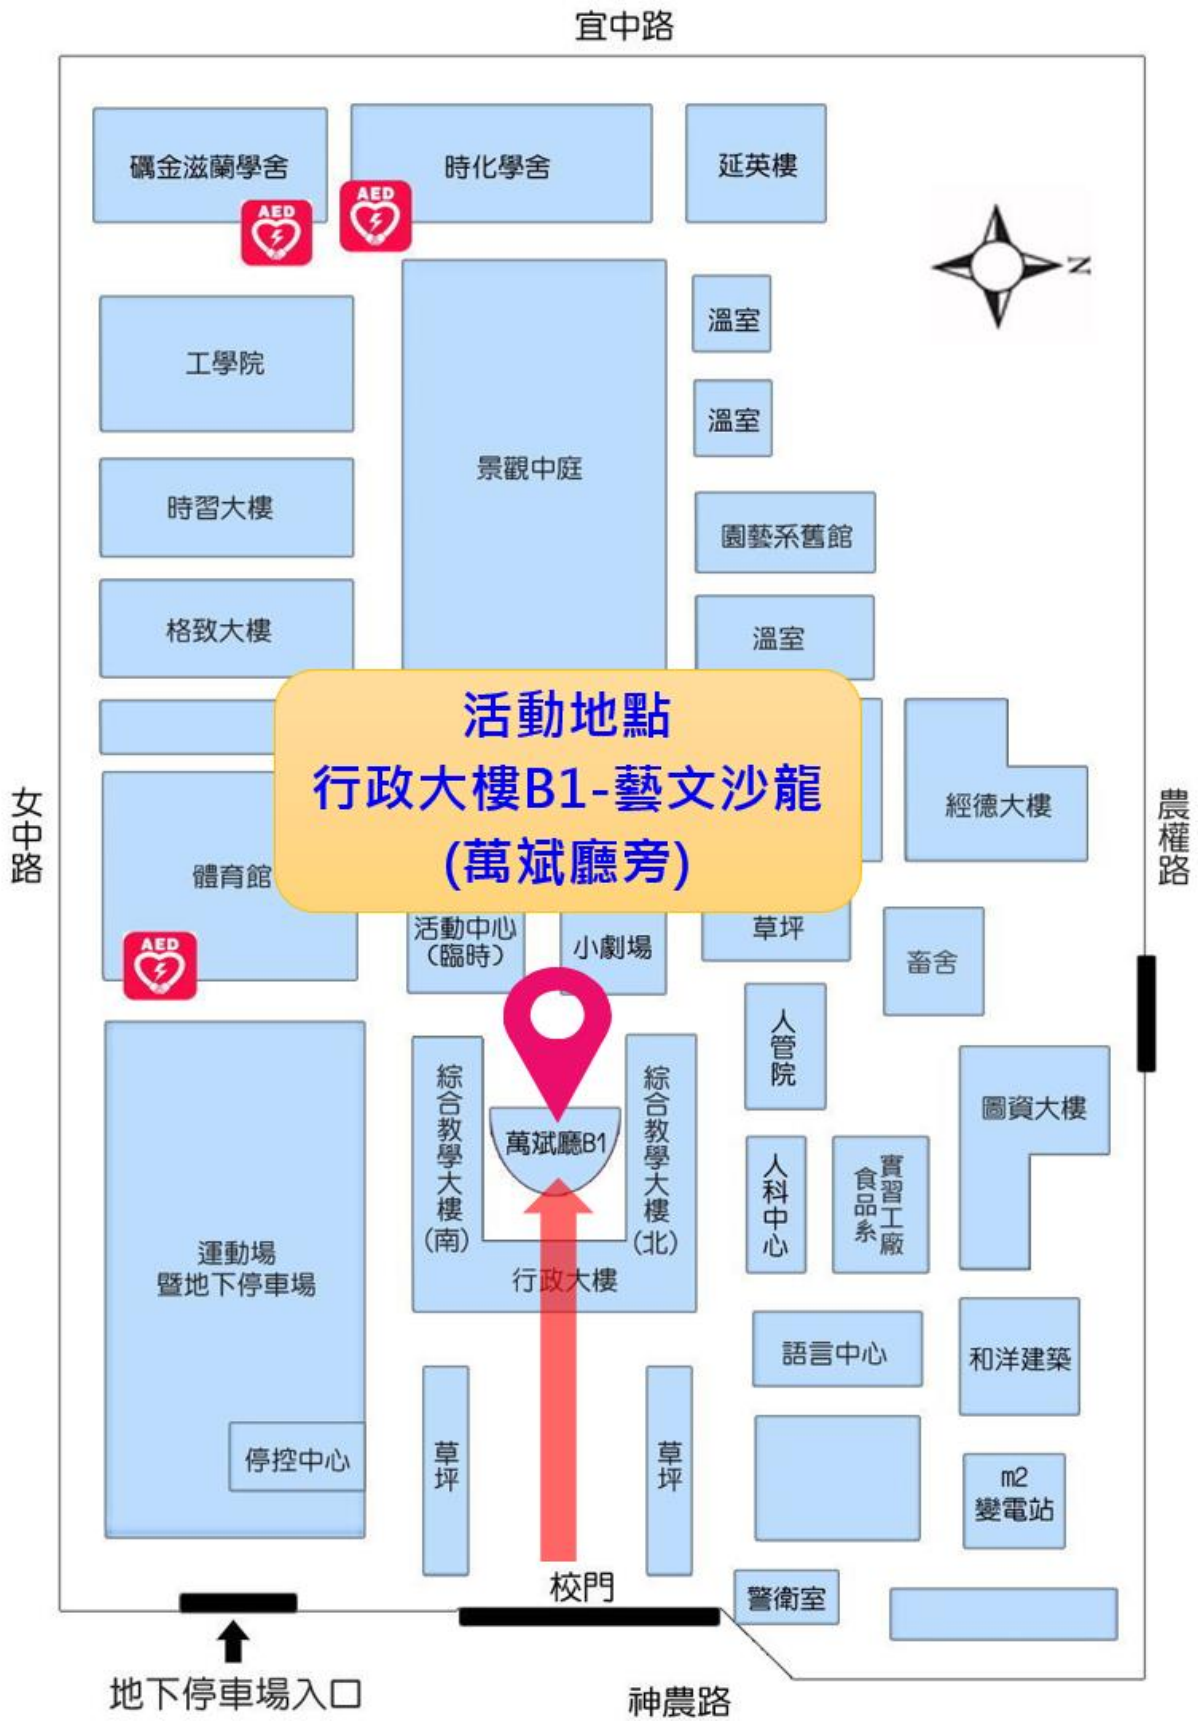 宜中路
礪金滋蘭學舍
時化學舍
延英樓
AED
AED
N
溫室
工學院
溫室
景觀中庭
時習大樓
園藝系舊館
格致大樓
溫室
活動地點
行政大樓B1-藝文沙龍
(萬斌廳旁)
女中路
農權路
經德大樓
體育館
活動中心
(臨時)
小劇場
草坪
畜舍
AED
人管院
綜合教學大樓
(南)
綜合教學大樓
(北)
圖資大樓
萬斌廳B1
人科中心
實習工廠
食品系
運動場
暨地下停車場
行政大樓
語言中心
和洋建築
停控中心
草坪
草坪
m2
變電站
校門
警衛室
地下停車場入口
神農路